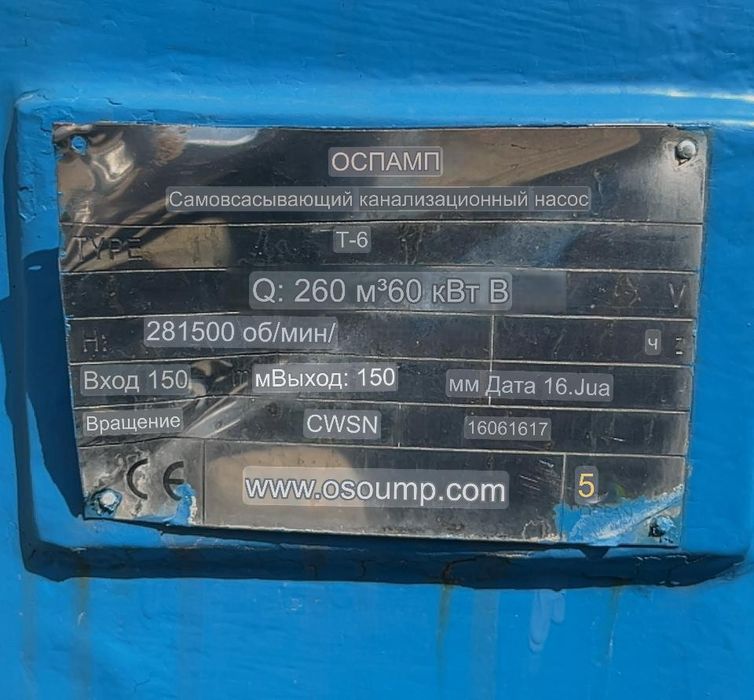 ОСПАМП
Самовсасывающий канализационный насос
TYPE T-6
Q: 260 м³60 кВт В V
H: 281500 об/мин/ ч
Вход 150 мВыход: 150 мм Дата 16.Jua
Вращение CWSN 16061617
CE www.osoump.com 5